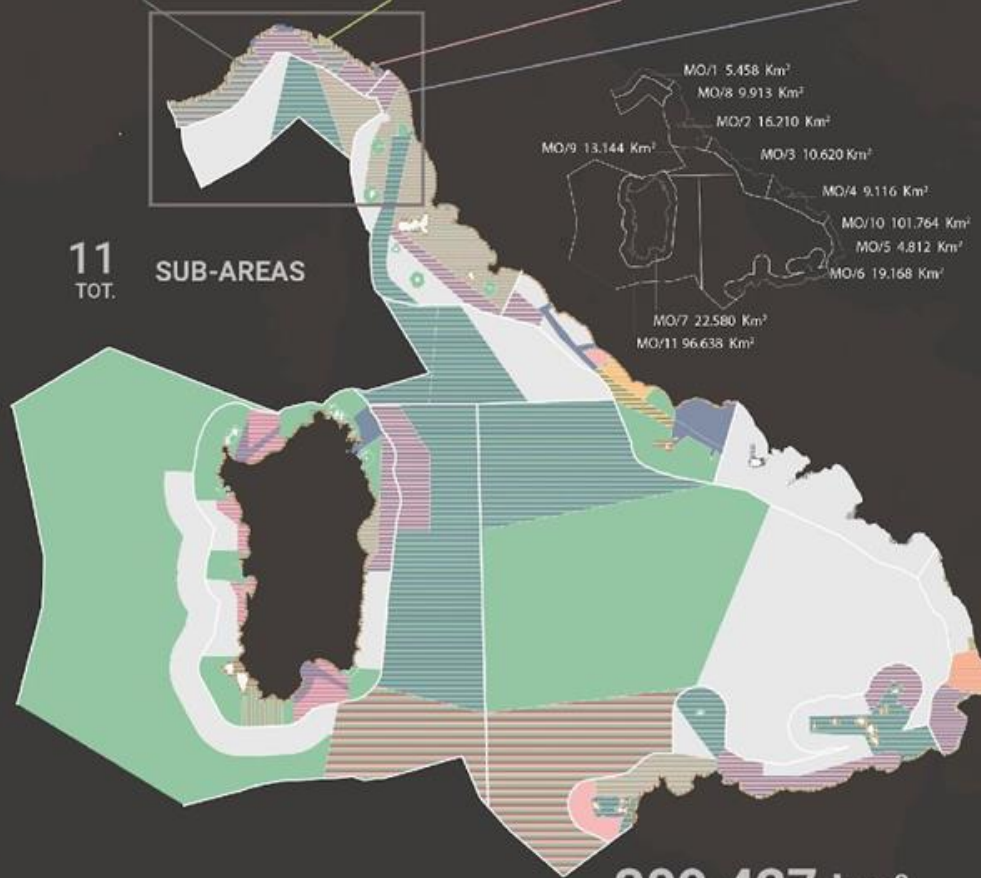 MO/1 5.458 Km²
MO/8 9.913 Km²
MO/2 16.210 Km²
MO/9 13.144 Km²
MO/3 10.620 Km²
MO/4 9.116 Km²
MO/10 101.764 Km²
MO/5 4.812 Km²
MO/6 19.168 Km²
MO/7 22.580 Km²
MO/11 96.638 Km²
11
TOT.
SUB-AREAS